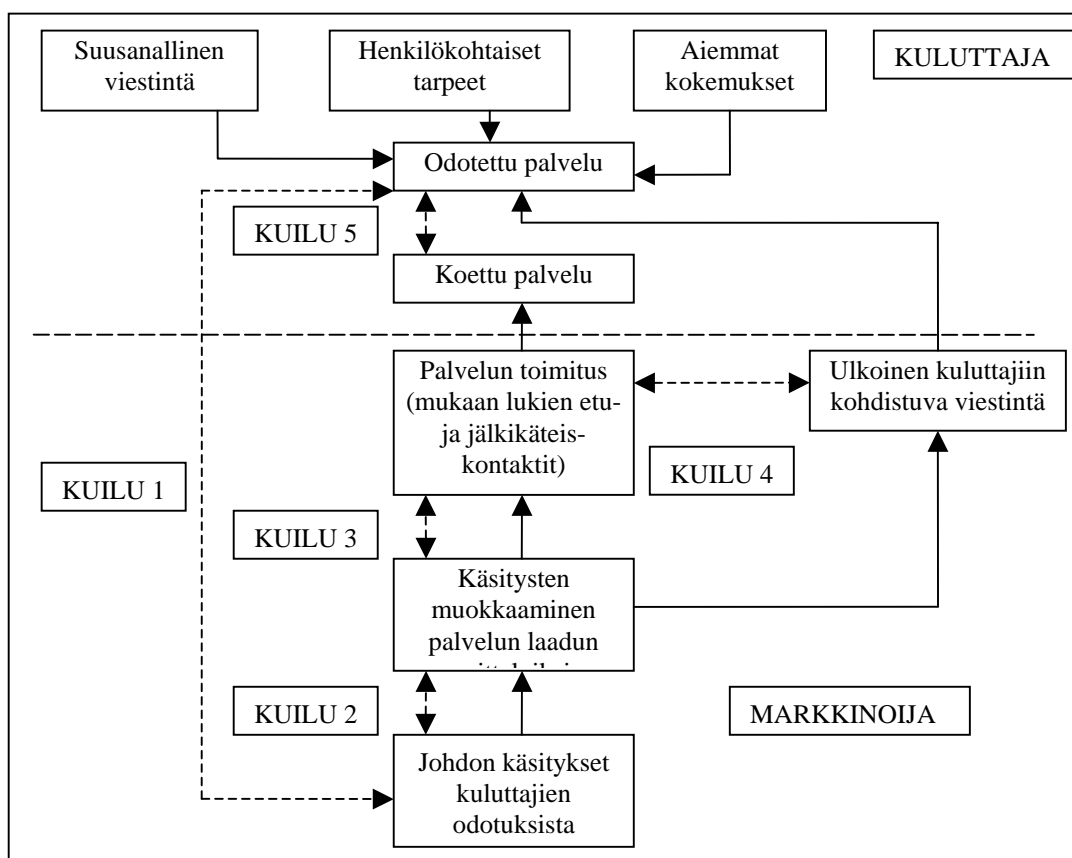 Suusanallinen
viestintä
Henkilökohtaiset
tarpeet
Aiemmat
kokemukset
KULUTTAJA
Odotettu palvelu
KUILU 5
Koettu palvelu
Palvelun toimitus
(mukaan lukien etu-
ja jälkikäteis-
kontaktit)
Ulkoinen kuluttajiin
kohdistuva viestintä
KUILU 1
KUILU 4
KUILU 3
Käsitysten
muokkaaminen
palvelun laadun
KUILU 2
MARKKINOIJA
Johdon käsitykset
kuluttajien
odotuksista